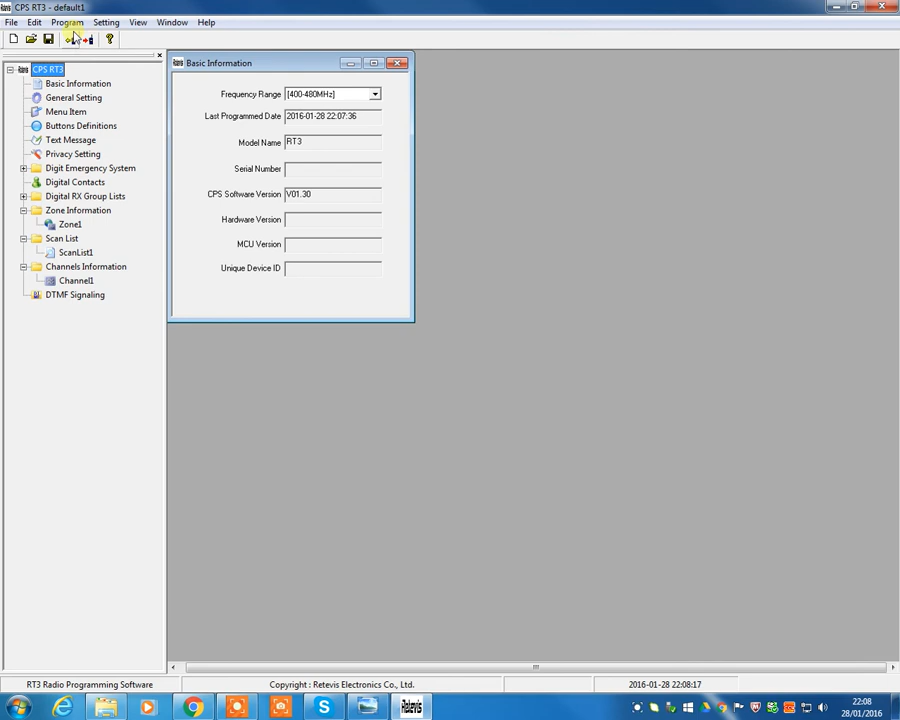 CPS RT3 - default1
File Edit Program Setting View Window Help
CPS RT3
Basic Information
General Setting
Menu Item
Buttons Definitions
Text Message
Privacy Setting
Digit Emergency System
Digital Contacts
Digital RX Group Lists
Zone Information
Zone1
Scan List
ScanList1
Channels Information
Channel1
DTMF Signaling
Basic Information
Frequency Range [400-480MHz]
Last Programmed Date 2016-01-28 22:07:36
Model Name RT3
Serial Number
CPS Software Version V01.30
Hardware Version
MCU Version
Unique Device ID
RT3 Radio Programming Software Copyright : Retevis Electronics Co., Ltd. 2016-01-28 22:08:17
Retevis
22:08
28/01/2016